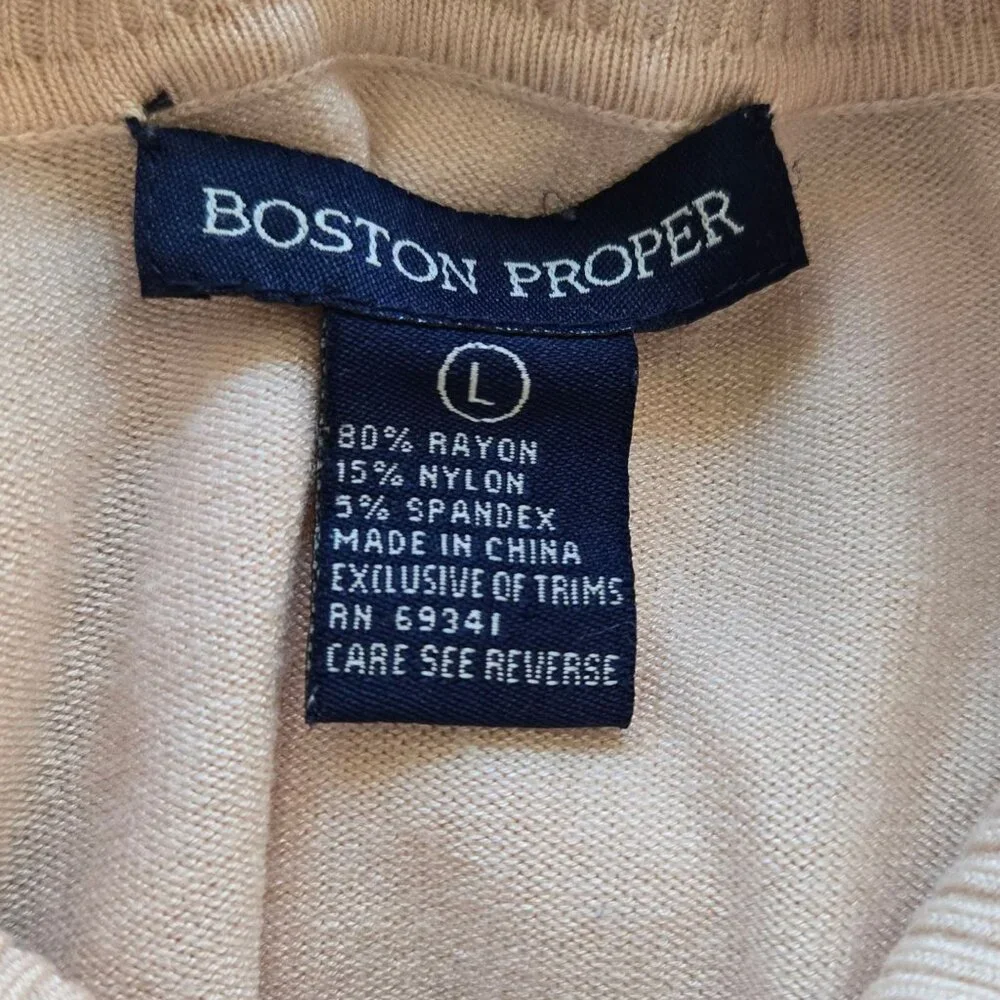 BOSTON PROPER
L
80% RAYON
15% NYLON
5% SPANDEX
MADE IN CHINA
EXCLUSIVE OF TRIMS
RN 69341
CARE SEE REVERSE